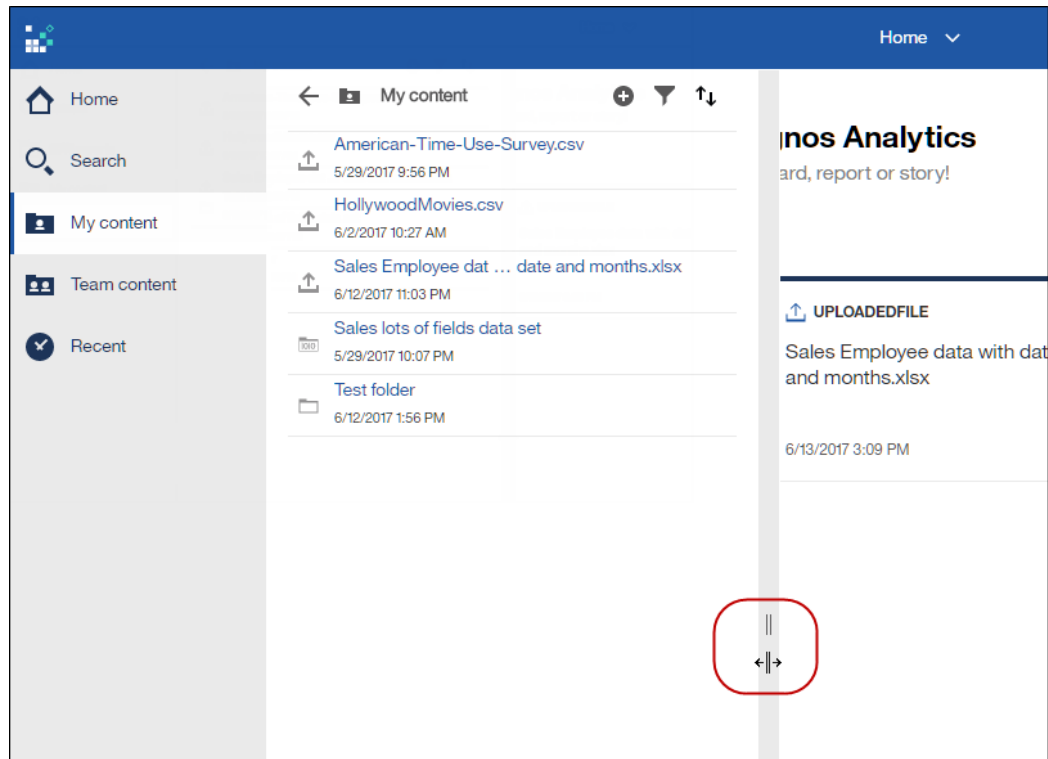 Home
Home
Search
My content
Team content
Recent
My content
American-Time-Use-Survey.csv
5/29/2017 9:56 PM
HollywoodMovies.csv
6/2/2017 10:27 AM
Sales Employee dat … date and months.xlsx
6/12/2017 11:03 PM
Sales lots of fields data set
5/29/2017 10:07 PM
Test folder
6/12/2017 1:56 PM
gnos Analytics
ard, report or story!
UPLOADEDFILE
Sales Employee data with dat
and months.xlsx
6/13/2017 3:09 PM